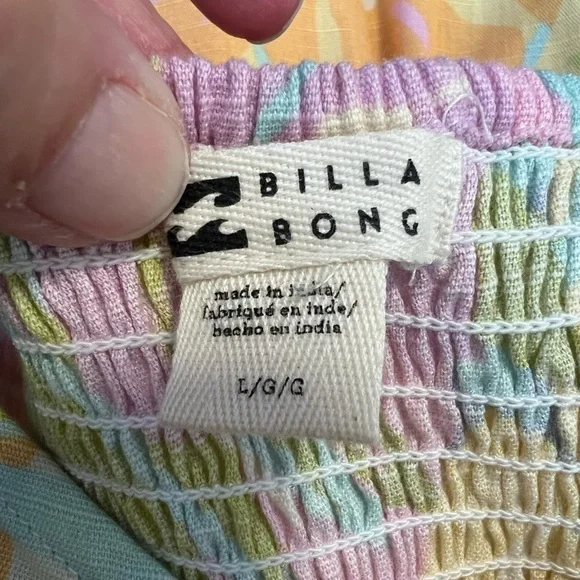 BILLA
BONG
made in india/
fabriqué en inde/
hecho en india
L/G/G